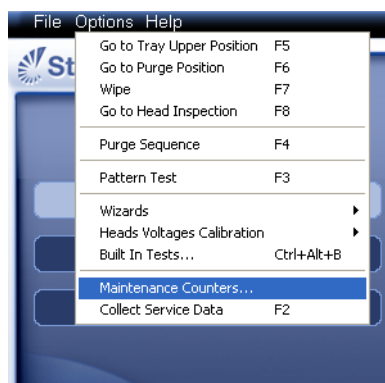 File Options Help
St
Go to Tray Upper Position F5
Go to Purge Position F6
Wipe F7
Go to Head Inspection F8
Purge Sequence F4
Pattern Test F3
Wizards
Heads Voltages Calibration
Built In Tests... Ctrl+Alt+B
Maintenance Counters...
Collect Service Data F2